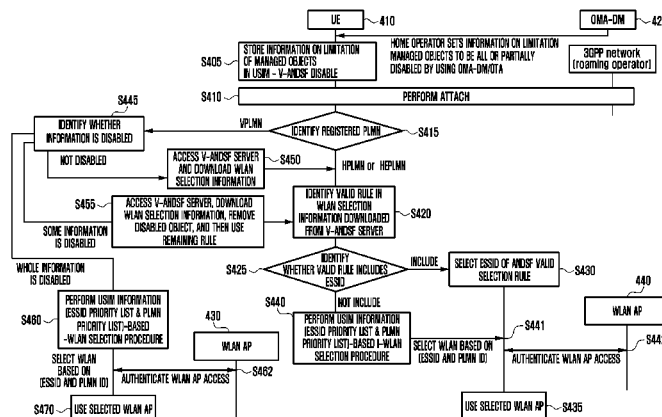 UE
410
OMA-DM
42
S405
STORE INFORMATION ON LIMITATION
OF MANAGED OBJECTS
IN USIM - V-ANDSF DISABLE
HOME OPERATOR SETS INFORMATION ON LIMITATION
MANAGED OBJECTS TO BE ALL OR PARTIALLY
DISABLED BY USING OMA-DM/OTA
3GPP network
(roaming operator)
S410
PERFORM ATTACH
S445
VPLMN
IDENTIFY WHETHER
INFORMATION IS DISABLED
IDENTIFY REGISTERED PLMN
S415
NOT DISABLED
ACCESS V-ANDSF SERVER
AND DOWNLOAD WLAN
SELECTION INFORMATION
S450
HPLMN or HEPLMN
S455
ACCESS V-ANDSF SERVER, DOWNLOAD
WLAN SELECTION INFORMATION, REMOVE
DISABLED OBJECT, AND THEN USE
REMAINING RULE
IDENTIFY VALID RULE IN
WLAN SELECTION
INFORMATION DOWNLOADED
FROM V-ANDSF SERVER
S420
SOME INFORMATION
IS DISABLED
WHOLE INFORMATION
IS DISABLED
S425
IDENTIFY
WHETHER VALID RULE INCLUDES
ESSID
INCLUDE
SELECT ESSID OF ANDSF VALID
SELECTION RULE
S430
NOT INCLUDE
S440
PERFORM USIM INFORMATION
(ESSID PRIORITY LIST & PLMN
PRIORITY LIST)-BASED I-WLAN
SELECTION PROCEDURE
440
WLAN AP
S460
PERFORM USIM INFORMATION
(ESSID PRIORITY LIST & PLMN
PRIORITY LIST)-BASED
-WLAN SELECTION PROCEDURE
430
WLAN AP
S441
SELECT WLAN BASED ON
(ESSID AND PLMN ID)
S442
AUTHENTICATE WLAN AP ACCESS
SELECT WLAN
BASED ON
(ESSID AND PLMN ID)
AUTHENTICATE WLAN AP ACCESS
S462
S470
USE SELECTED WLAN AP
USE SELECTED WLAN AP
S435